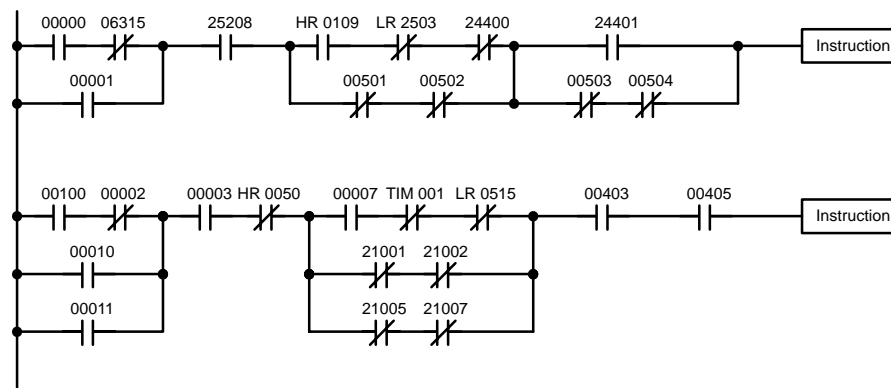 00000 06315 25208 HR 0109 LR 2503 24400 24401
Instruction
00001 00501 00502 00503 00504
00100 00002 00003 HR 0050 00007 TIM 001 LR 0515 00403 00405
Instruction
00010 21001 21002
00011 21005 21007